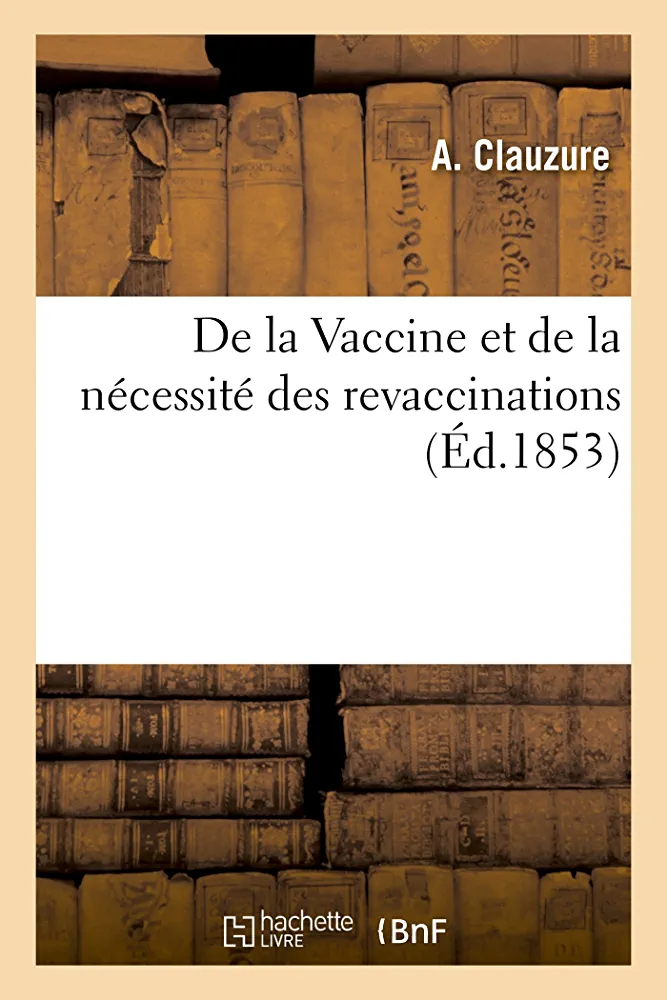 A. Clauzure
De la Vaccine et de la
nécessité des revaccinations
(Éd.1853)
hachette
LIVRE
{BnF